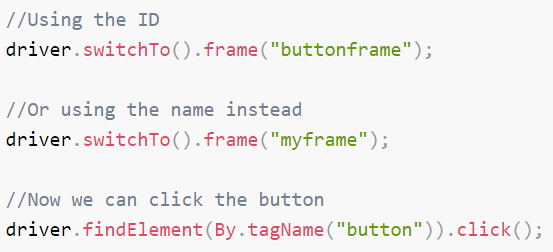 //Using the ID
driver.switchTo().frame("buttonframe");
//Or using the name instead
driver.switchTo().frame("myframe");
//Now we can click the button
driver.findElement(By.tagName("button")).click();